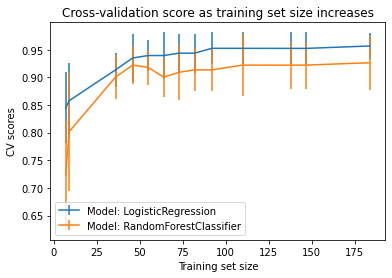 Cross-validation score as training set size increases
CV scores
0.95
0.90
0.85
0.80
0.75
0.70
0.65
Model: LogisticRegression
Model: RandomForestClassifier
0 25 50 75 100 125 150 175
Training set size